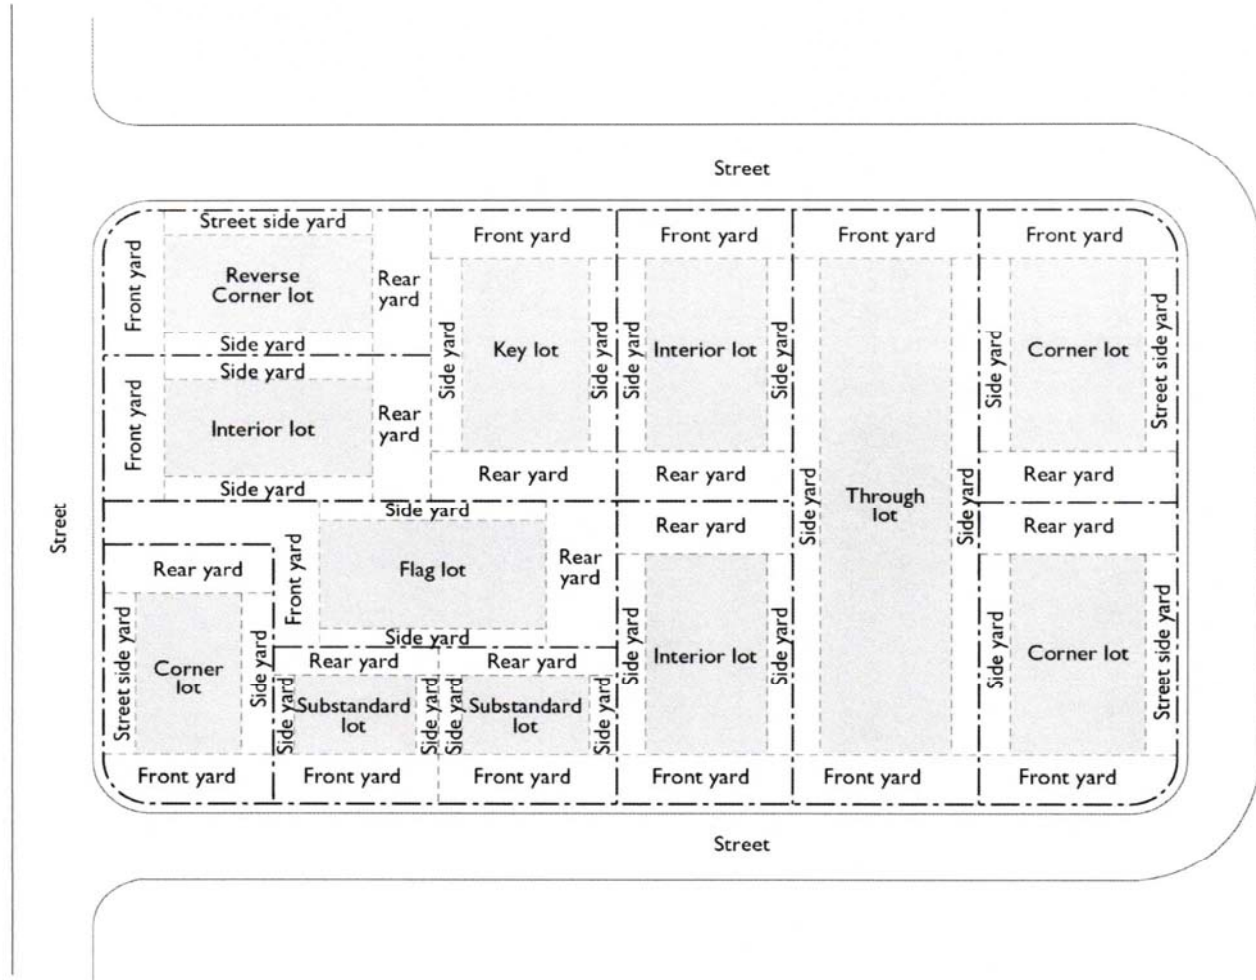 Street
Street side yard
Front yard
Reverse
Corner lot
Rear
yard
Side yard
Front yard
Side yard
Key lot
Side yard
Rear yard
Front yard
Side yard
Interior lot
Side yard
Rear yard
Front yard
Front yard
Side yard
Corner lot
Street side yard
Rear yard
Side yard
Front yard
Interior lot
Rear
yard
Side yard
Street
Side yard
Front yard
Flag lot
Rear
yard
Side yard
Rear yard
Side yard
Interior lot
Side yard
Front yard
Side yard
Through
lot
Side yard
Front yard
Rear yard
Side yard
Corner lot
Street side yard
Front yard
Rear yard
Street side yard
Corner
lot
Side yard
Front yard
Rear yard
Side yard
Substandard
lot
Side yard
Front yard
Rear yard
Side yard
Substandard
lot
Side yard
Front yard
Street